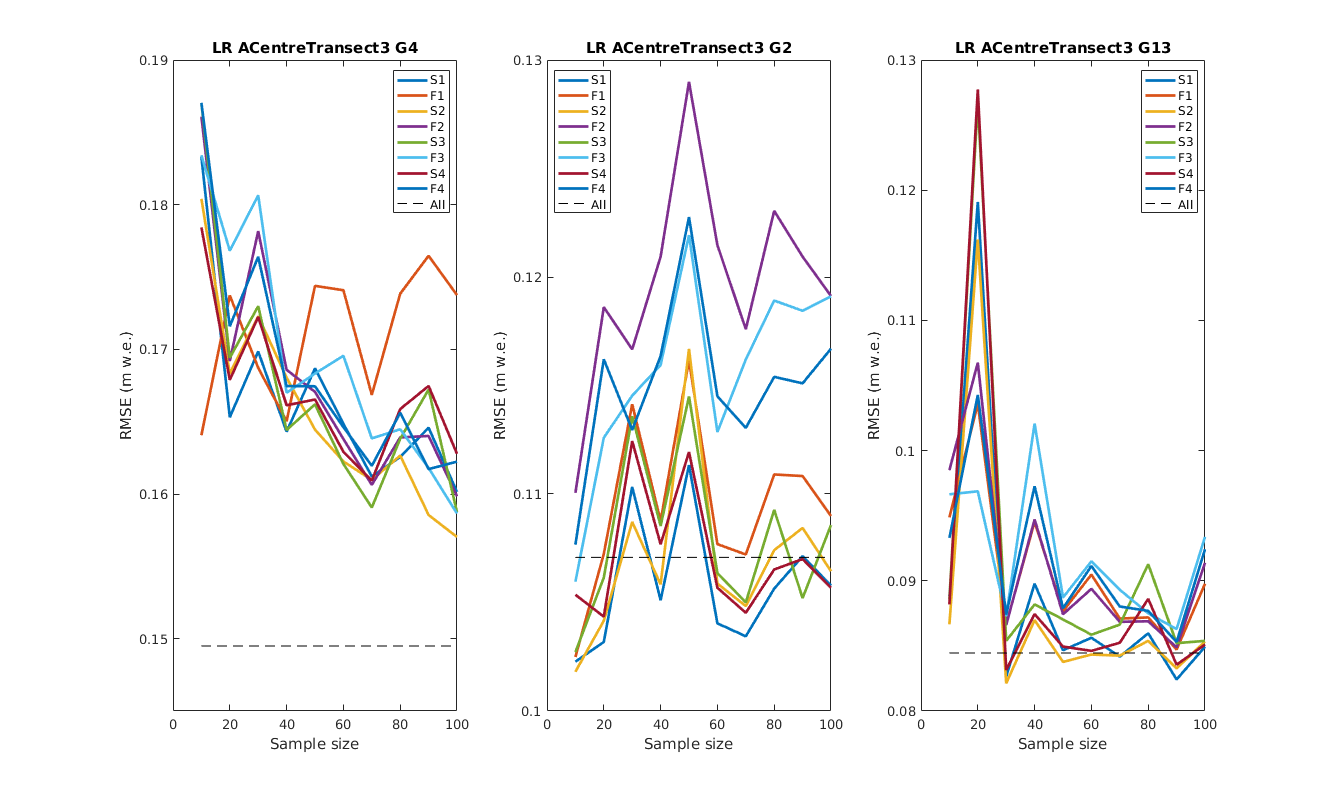 LR ACentreTransect3 G4
RMSE (m w.e.)
0.19
0.18
0.17
0.16
0.15
0
20
40
60
80
100
Sample size
S1
F1
S2
F2
S3
F3
S4
F4
All
LR ACentreTransect3 G2
RMSE (m w.e.)
0.13
0.12
0.11
0.1
0
20
40
60
80
100
Sample size
S1
F1
S2
F2
S3
F3
S4
F4
All
LR ACentreTransect3 G13
RMSE (m w.e.)
0.13
0.12
0.11
0.1
0.09
0.08
0
20
40
60
80
100
Sample size
S1
F1
S2
F2
S3
F3
S4
F4
All